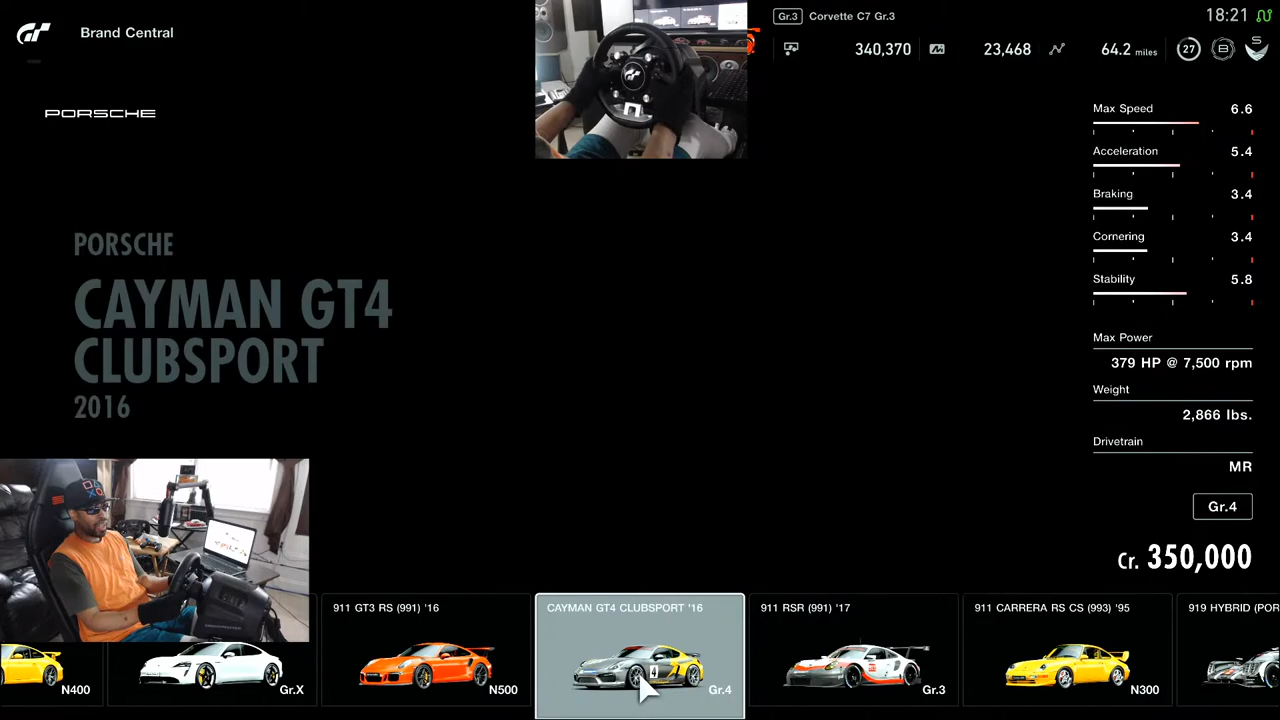 Brand Central
Gr.3 Corvette C7 Gr.3
18:21
340,370 23,468 64.2 miles 27 B S
PORSCHE
Max Speed 6.6
Acceleration 5.4
Braking 3.4
Cornering 3.4
Stability 5.8
PORSCHE
CAYMAN GT4
CLUBSPORT
2016
Max Power
379 HP @ 7,500 rpm
Weight
2,866 lbs.
Drivetrain
MR
Gr.4
Cr. 350,000
N400
Gr.X
911 GT3 RS (991) '16
N500
CAYMAN GT4 CLUBSPORT '16
4
Gr.4
911 RSR (991) '17
Gr.3
911 CARRERA RS CS (993) '95
N300
919 HYBRID (POR